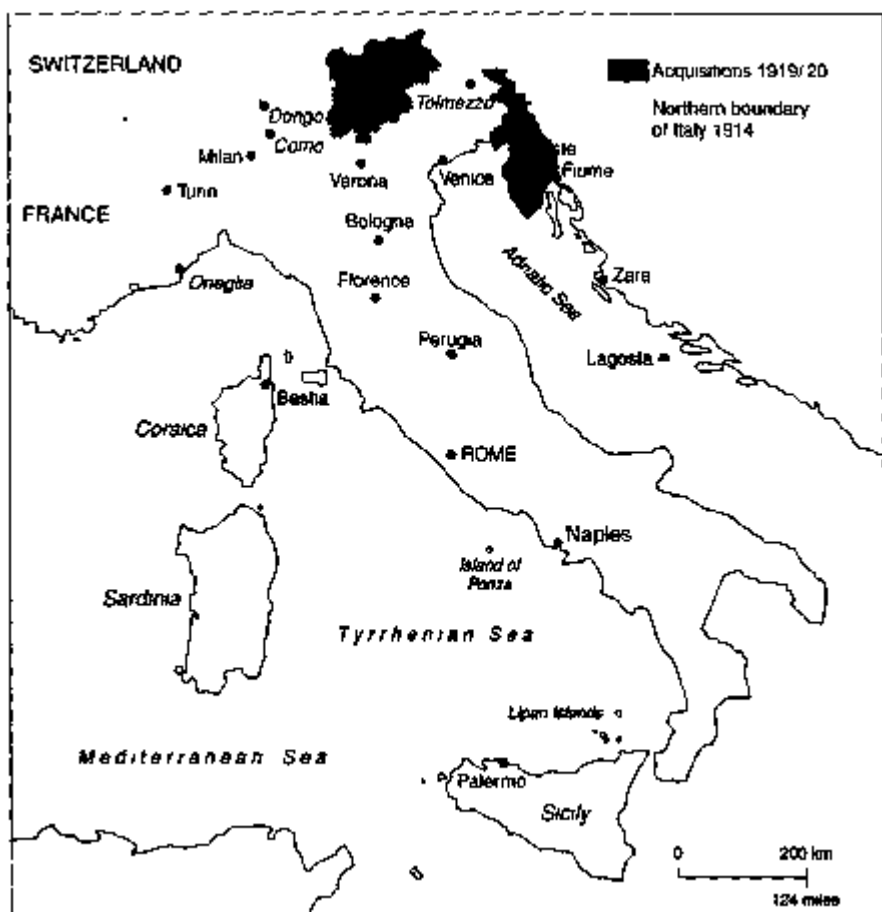 SWITZERLAND
Acquisitions 1919/20
Tolmezzo
Northern boundary
of Italy 1914
Dongo
Como
Milan
Verona
Venice
Fiume
Turin
FRANCE
Bologna
Adriatic Sea
Oneglia
Florence
Zara
Perugia
Lagosta
Bastia
Corsica
ROME
Naples
Island of
Ponza
Sardinia
Tyrrhenian Sea
Lipari Islands
Mediterranean Sea
Palermo
Sicily
0 200 km
124 miles